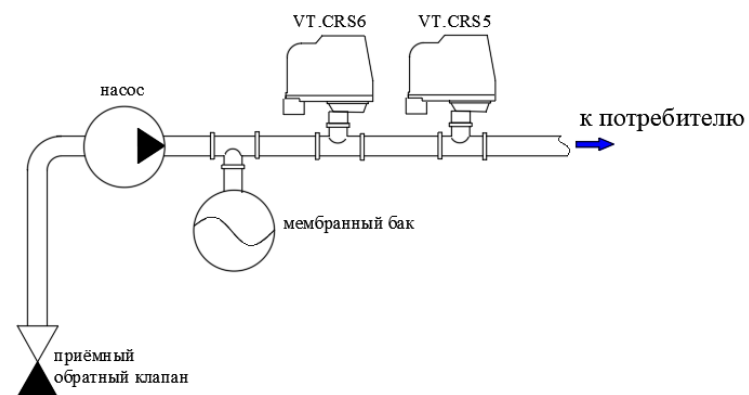 VT.CRS6
VT.CRS5
насос
к потребителю
мембранный бак
приёмный
обратный клапан